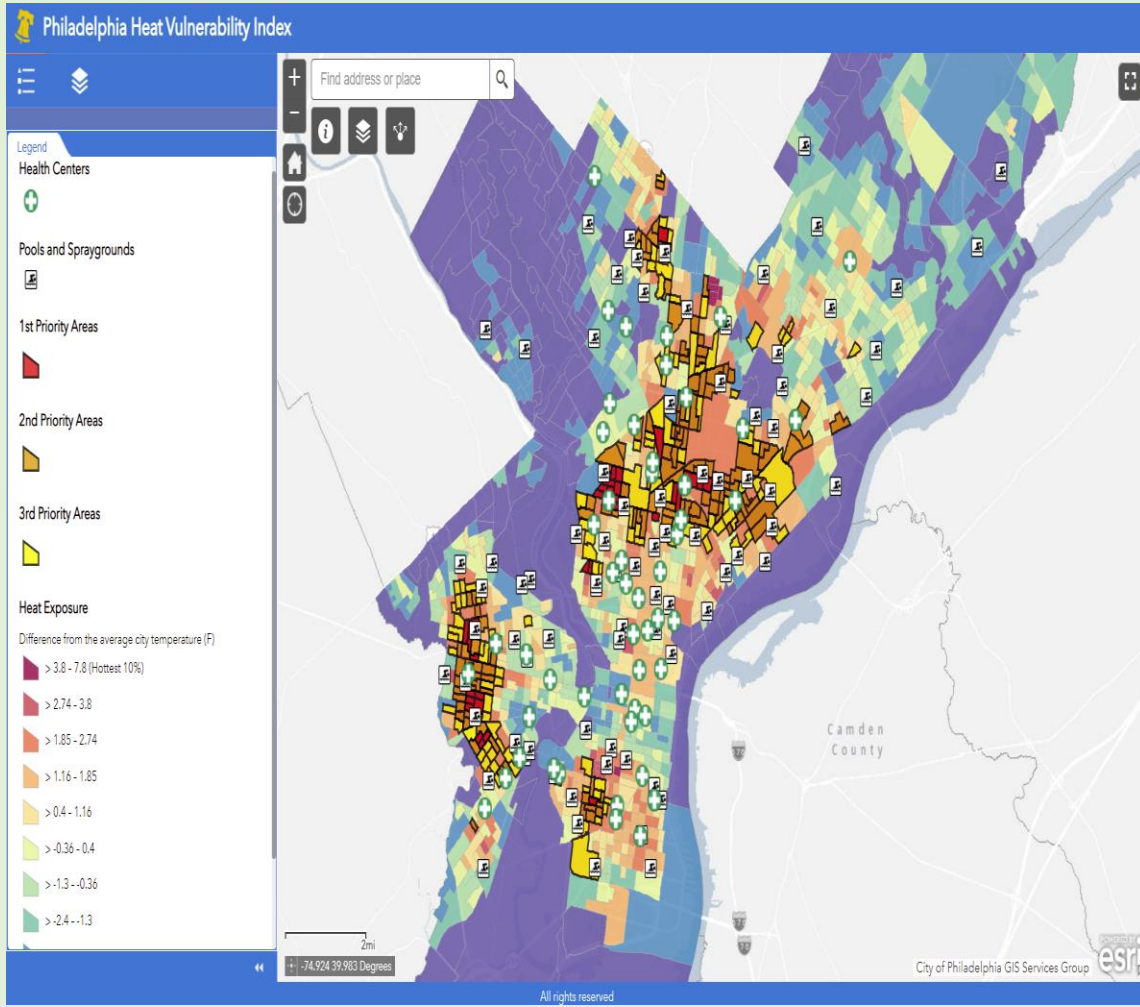 Philadelphia Heat Vulnerability Index
Legend
Health Centers
Pools and Spraygrounds
1st Priority Areas
2nd Priority Areas
3rd Priority Areas
Heat Exposure
Difference from the average city temperature (F)
> 3.8 - 7.8 (Hottest 10%)
> 2.74 - 3.8
> 1.85 - 2.74
> 1.16 - 1.85
> 0.4 - 1.16
> -0.36 - 0.4
> -1.3 - -0.36
> -2.4 - -1.3
+
Find address or place
−
i
Camden
County
2mi
-74.924 39.983 Degrees
City of Philadelphia GIS Services Group
POWERED BY
esri
All rights reserved